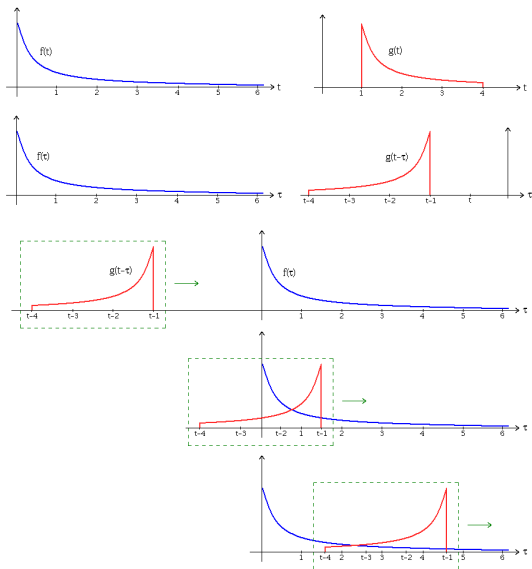 f(t)
1 2 3 4 5 6 t
g(t)
1 2 3 4 t
f(τ)
1 2 3 4 5 6 τ
g(t-τ)
t-4 t-3 t-2 t-1 t τ
g(t-τ)
t-4 t-3 t-2 t-1
f(τ)
1 2 3 4 5 6 τ
t-4 t-3 t-2 1 t-1 2 3 4 5 6 τ
1 t-4 2 t-3 3 t-2 4 t-1 5 6 τ